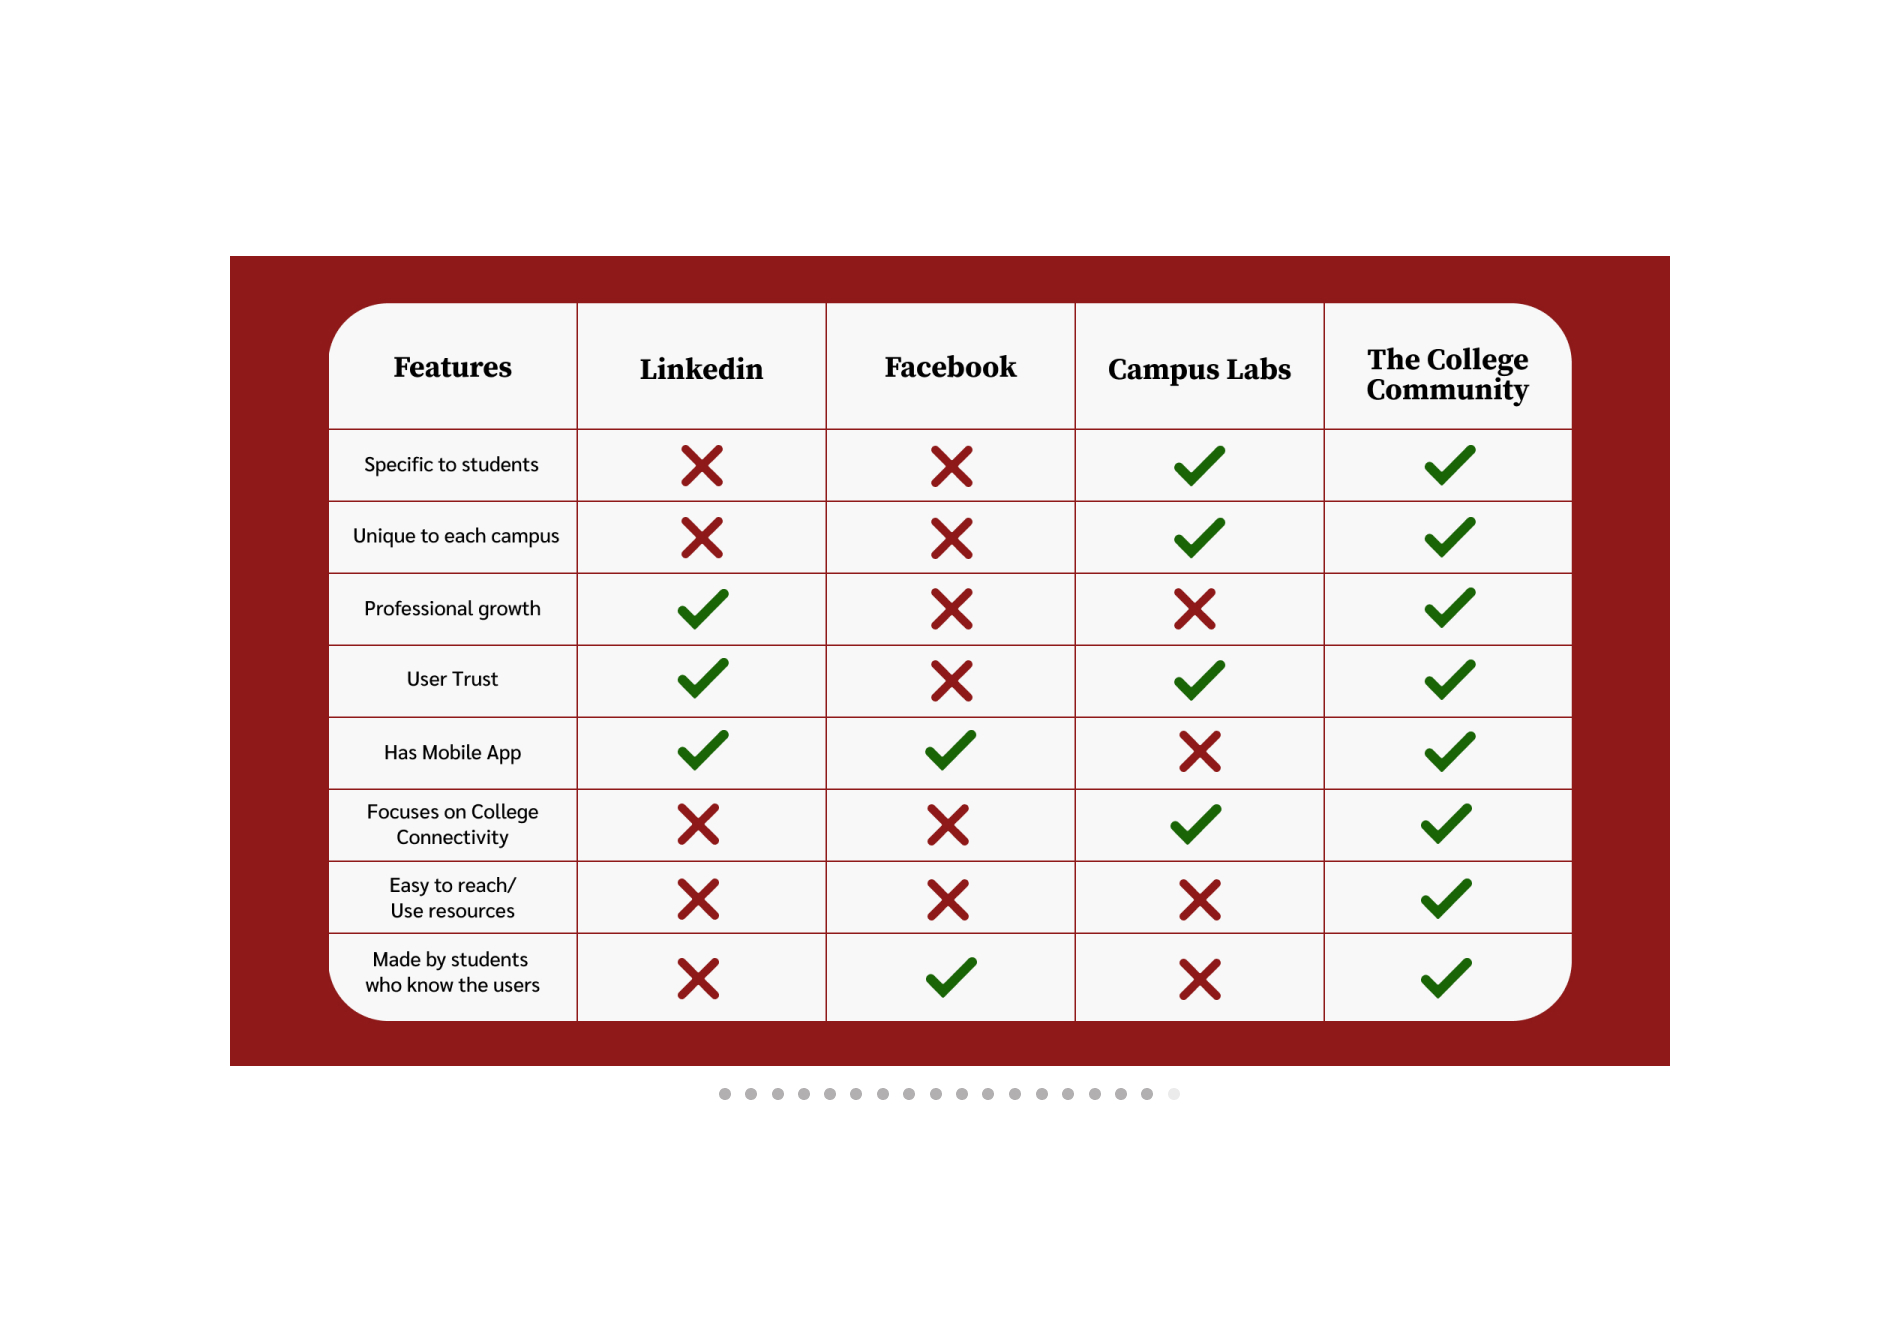 Features
Linkedin
Facebook
Campus Labs
The College
Community
Specific to students
Unique to each campus
Professional growth
User Trust
Has Mobile App
Focuses on College
Connectivity
Easy to reach/
Use resources
Made by students
who know the users